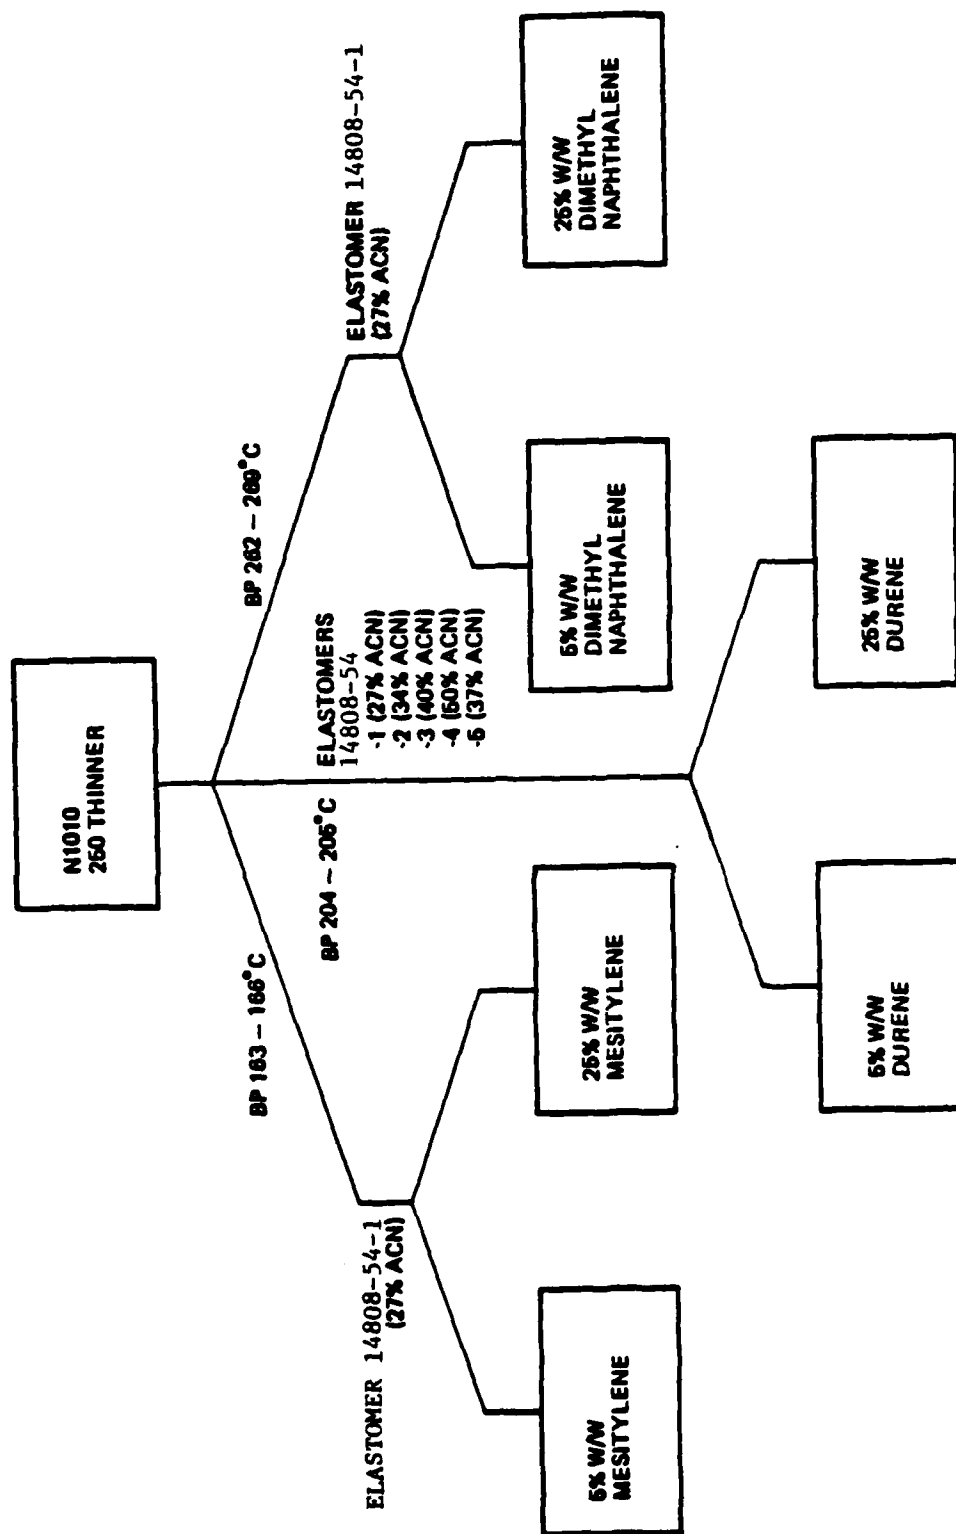 N1010
260 THINNER
BP 163 – 166°C
BP 204 – 205°C
BP 262 – 269°C
ELASTOMER 14808-54-1
(27% ACN)
ELASTOMERS
14808-54
-1 (27% ACN)
-2 (34% ACN)
-3 (40% ACN)
-4 (50% ACN)
-5 (37% ACN)
ELASTOMER 14808-54-1
(27% ACN)
5% W/W
MESITYLENE
25% W/W
MESITYLENE
5% W/W
DIMETHYL
NAPHTHALENE
25% W/W
DIMETHYL
NAPHTHALENE
5% W/W
DURENE
25% W/W
DURENE